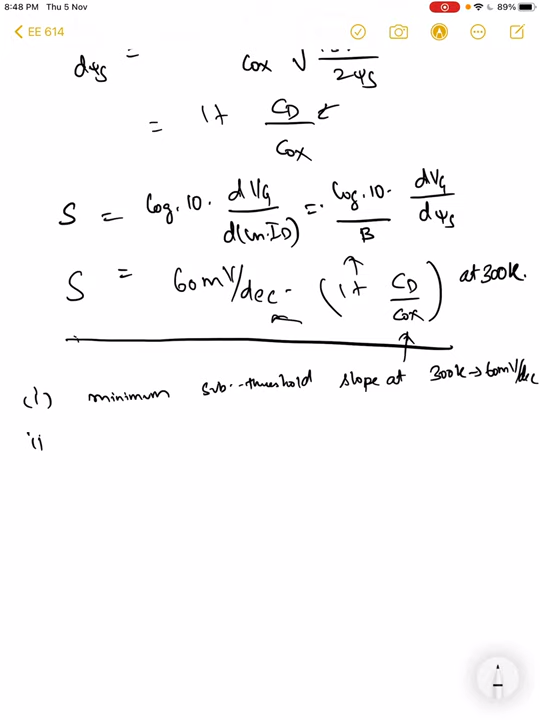 8:48 PM Thu 5 Nov 89%
EE 614
dψs = Cox √ 2ψs
= 1+ CD/Cox
S = log 10. dVG/d(ln ID) = log 10./β dVG/dψs
S = 60mV/dec (1+ CD/Cox) at 300k.
(i) minimum sub-threshold slope at 300k→60mV/dec
ii